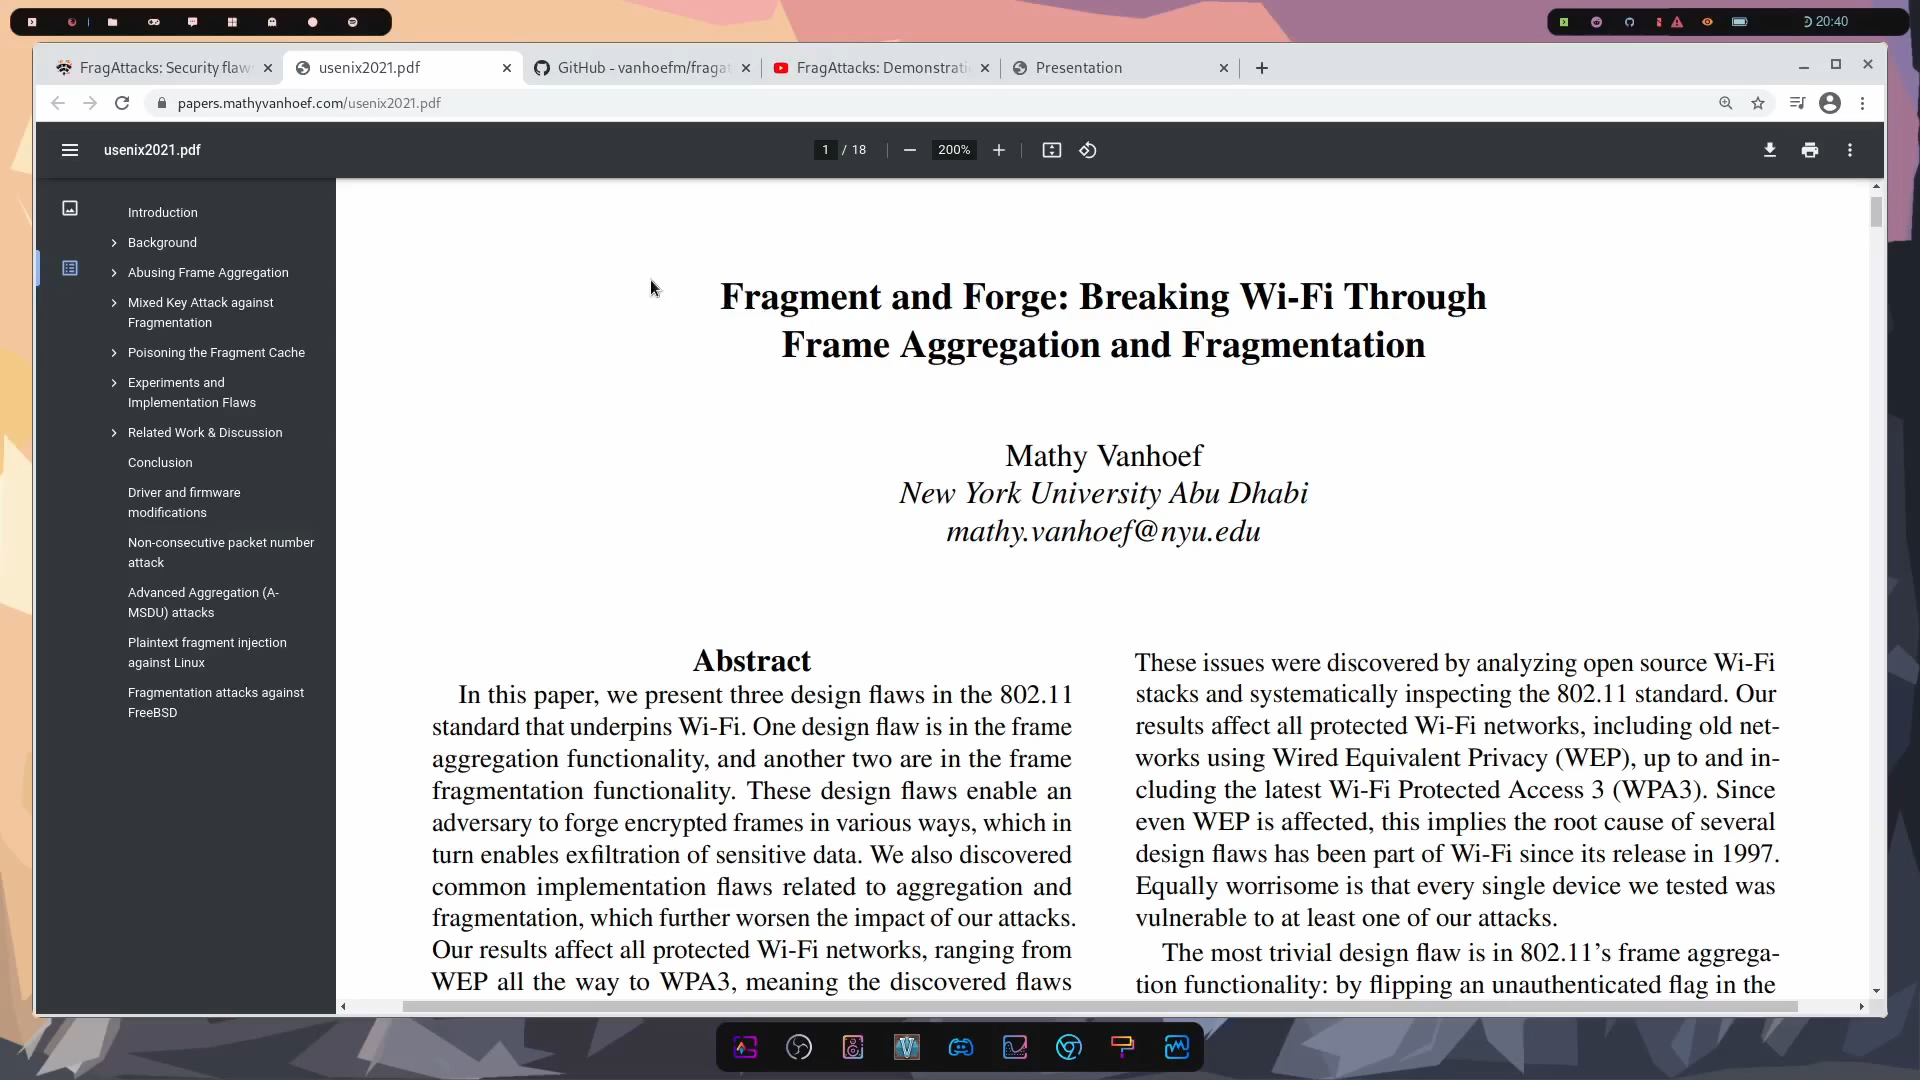 20:40
FragAttacks: Security flaw
usenix2021.pdf
GitHub - vanhoefm/fragat
FragAttacks: Demonstrati
Presentation
papers.mathyvanhoef.com/usenix2021.pdf
usenix2021.pdf
1 / 18
200%
Introduction
Background
Abusing Frame Aggregation
Mixed Key Attack against
Fragmentation
Poisoning the Fragment Cache
Experiments and
Implementation Flaws
Related Work & Discussion
Conclusion
Driver and firmware
modifications
Non-consecutive packet number
attack
Advanced Aggregation (A-
MSDU) attacks
Plaintext fragment injection
against Linux
Fragmentation attacks against
FreeBSD
Fragment and Forge: Breaking Wi-Fi Through
Frame Aggregation and Fragmentation
Mathy Vanhoef
New York University Abu Dhabi
mathy.vanhoef@nyu.edu
Abstract
In this paper, we present three design flaws in the 802.11
standard that underpins Wi-Fi. One design flaw is in the frame
aggregation functionality, and another two are in the frame
fragmentation functionality. These design flaws enable an
adversary to forge encrypted frames in various ways, which in
turn enables exfiltration of sensitive data. We also discovered
common implementation flaws related to aggregation and
fragmentation, which further worsen the impact of our attacks.
Our results affect all protected Wi-Fi networks, ranging from
WEP all the way to WPA3, meaning the discovered flaws
These issues were discovered by analyzing open source Wi-Fi
stacks and systematically inspecting the 802.11 standard. Our
results affect all protected Wi-Fi networks, including old net-
works using Wired Equivalent Privacy (WEP), up to and in-
cluding the latest Wi-Fi Protected Access 3 (WPA3). Since
even WEP is affected, this implies the root cause of several
design flaws has been part of Wi-Fi since its release in 1997.
Equally worrisome is that every single device we tested was
vulnerable to at least one of our attacks.
The most trivial design flaw is in 802.11's frame aggrega-
tion functionality: by flipping an unauthenticated flag in the